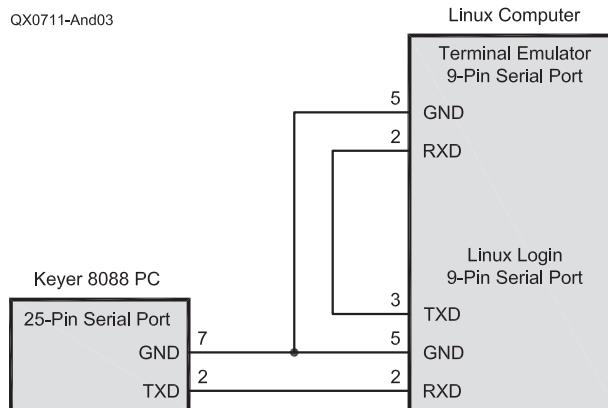 QX0711-And03
Linux Computer
Terminal Emulator
9-Pin Serial Port
5
GND
2
RXD
Linux Login
9-Pin Serial Port
Keyer 8088 PC
25-Pin Serial Port
3
TXD
GND
7
5
GND
TXD
2
2
RXD